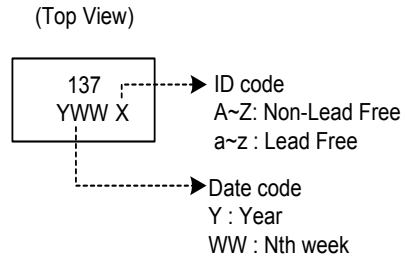 (Top View)
137
YWW X
ID code
A~Z: Non-Lead Free
a~z : Lead Free
Date code
Y : Year
WW : Nth week